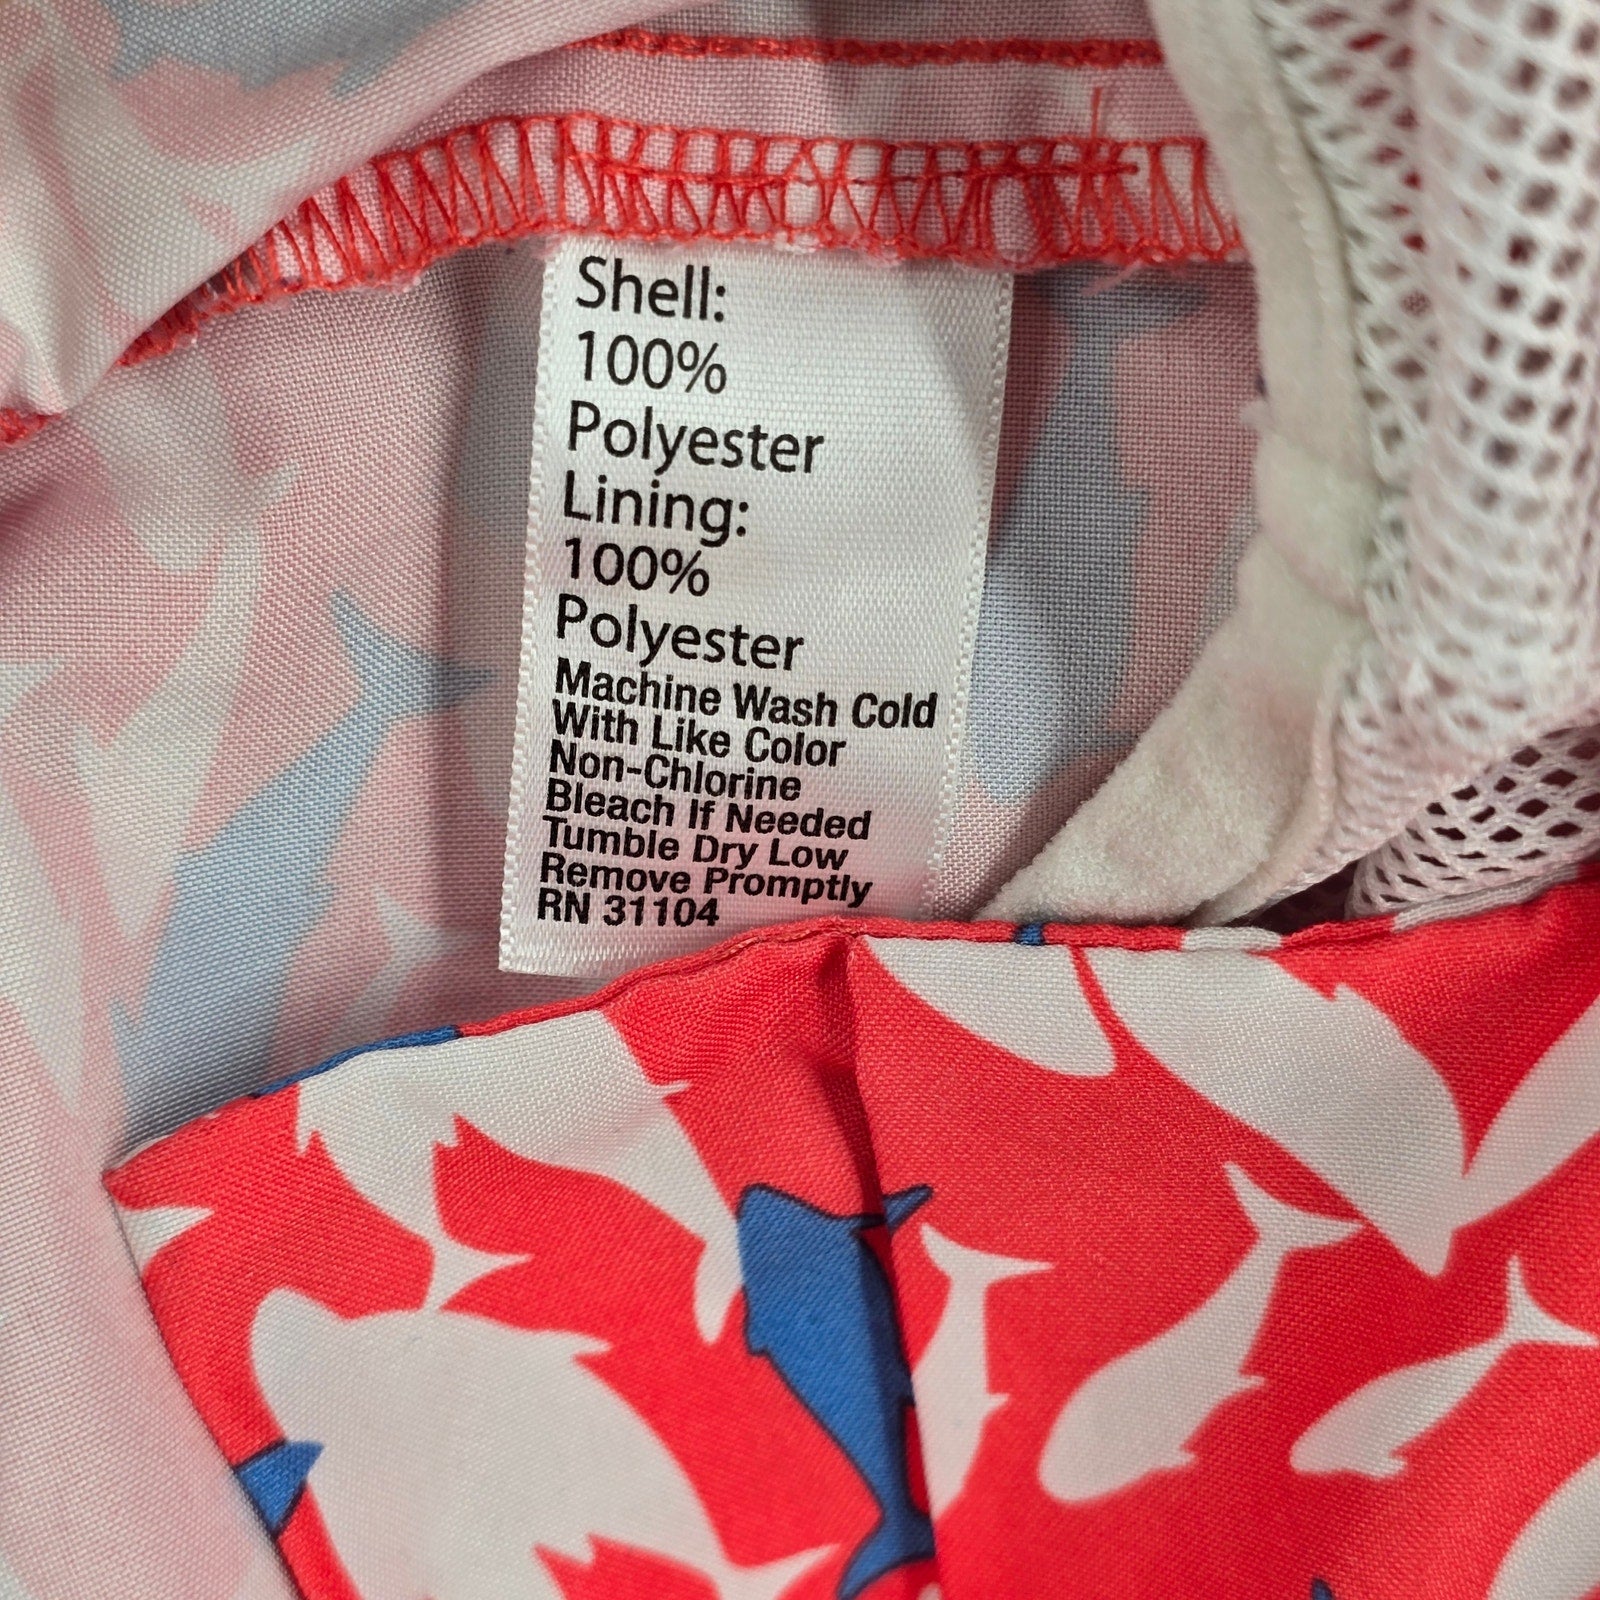 Shell:
100%
Polyester
Lining:
100%
Polyester
Machine Wash Cold
With Like Color
Non-Chlorine
Bleach If Needed
Tumble Dry Low
Remove Promptly
RN 31104